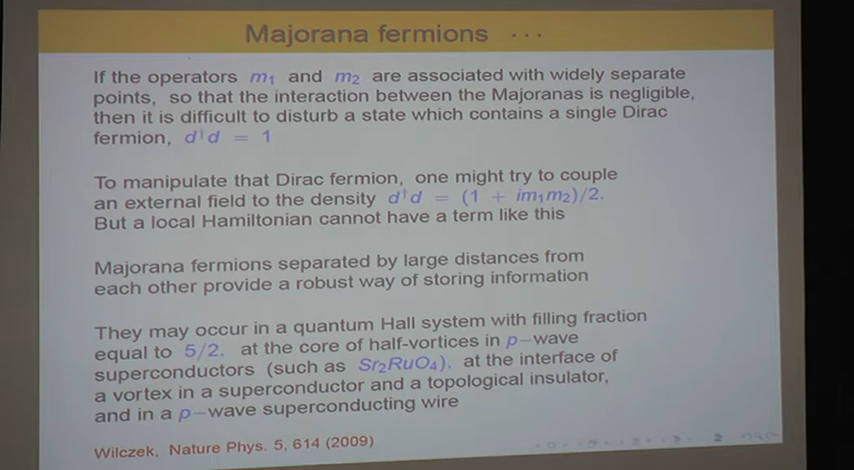 Majorana fermions ...
If the operators m₁ and m₂ are associated with widely separate
points, so that the interaction between the Majoranas is negligible,
then it is difficult to disturb a state which contains a single Dirac
fermion, d†d = 1
To manipulate that Dirac fermion, one might try to couple
an external field to the density d†d = (1 + im₁m₂)/2.
But a local Hamiltonian cannot have a term like this
Majorana fermions separated by large distances from
each other provide a robust way of storing information
They may occur in a quantum Hall system with filling fraction
equal to 5/2, at the core of half-vortices in p-wave
superconductors (such as Sr₂RuO₄), at the interface of
a vortex in a superconductor and a topological insulator,
and in a p-wave superconducting wire
Wilczek, Nature Phys. 5, 614 (2009)